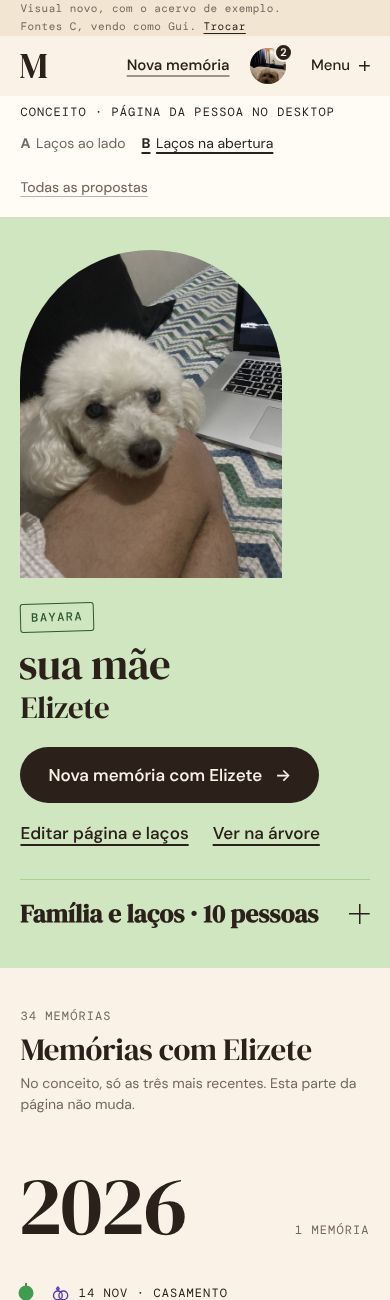 Visual novo, com o acervo de exemplo.
Fontes C, vendo como Gui. Trocar
M
Nova memória
2
Menu +
CONCEITO · PÁGINA DA PESSOA NO DESKTOP
A Laços ao lado B Laços na abertura
Todas as propostas
BAYARA
sua mãe
Elizete
Nova memória com Elizete →
Editar página e laços Ver na árvore
Família e laços · 10 pessoas +
34 MEMÓRIAS
Memórias com Elizete
No conceito, só as três mais recentes. Esta parte da
página não muda.
2026
1 MEMÓRIA
14 NOV · CASAMENTO